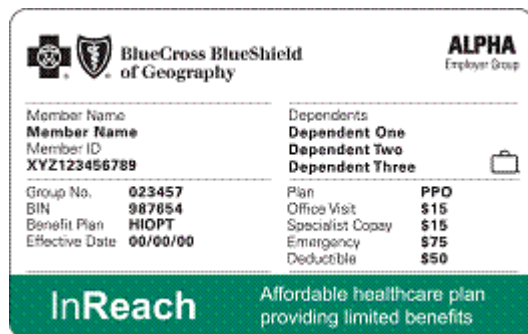 BlueCross BlueShield
of Geography
ALPHA
Employer Group
Member Name
Member Name
Member ID
XYZ123456789
Dependents
Dependent One
Dependent Two
Dependent Three
Group No. 023457
BIN 987654
Benefit Plan HIOPT
Effective Date 00/00/00
Plan PPO
Office Visit $15
Specialist Copay $15
Emergency $75
Deductible $50
InReach
Affordable healthcare plan
providing limited benefits